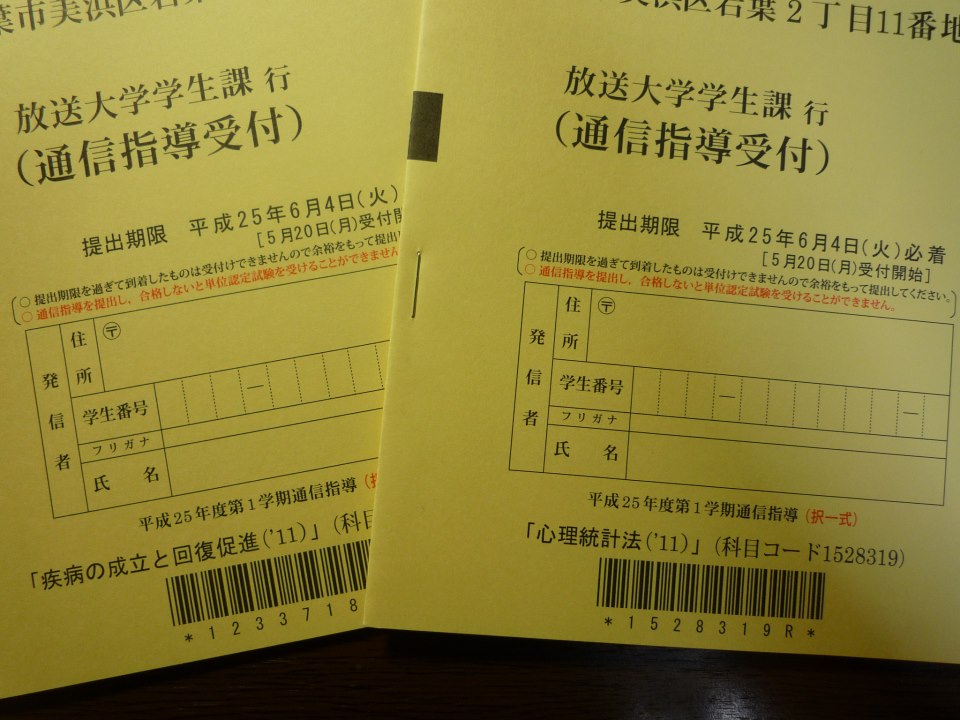 葉市美浜区若葉
放送大学学生課 行
(通信指導受付)
提出期限 平成25年6月4日(火)
[5月20日(月)受付開
○ 提出期限を過ぎて到着したものは受付けできませんので余裕をもって提出
○ 通信指導を提出し，合格しないと単位認定試験を受けることができません
発信者
住所
〒
学生番号
フリガナ
氏名
平成25年度第1学期通信指導 (択
「疾病の成立と回復促進('11)」(科目
*1233718
美浜区若葉2丁目11番地
放送大学学生課 行
(通信指導受付)
提出期限 平成25年6月4日(火)必着
[5月20日(月)受付開始]
○ 提出期限を過ぎて到着したものは受付けできませんので余裕をもって提出してください。
○ 通信指導を提出し，合格しないと単位認定試験を受けることができません。
発信者
住所
〒
学生番号
フリガナ
氏名
平成25年度第1学期通信指導 (択一式)
「心理統計法('11)」(科目コード1528319)
*1528319R*